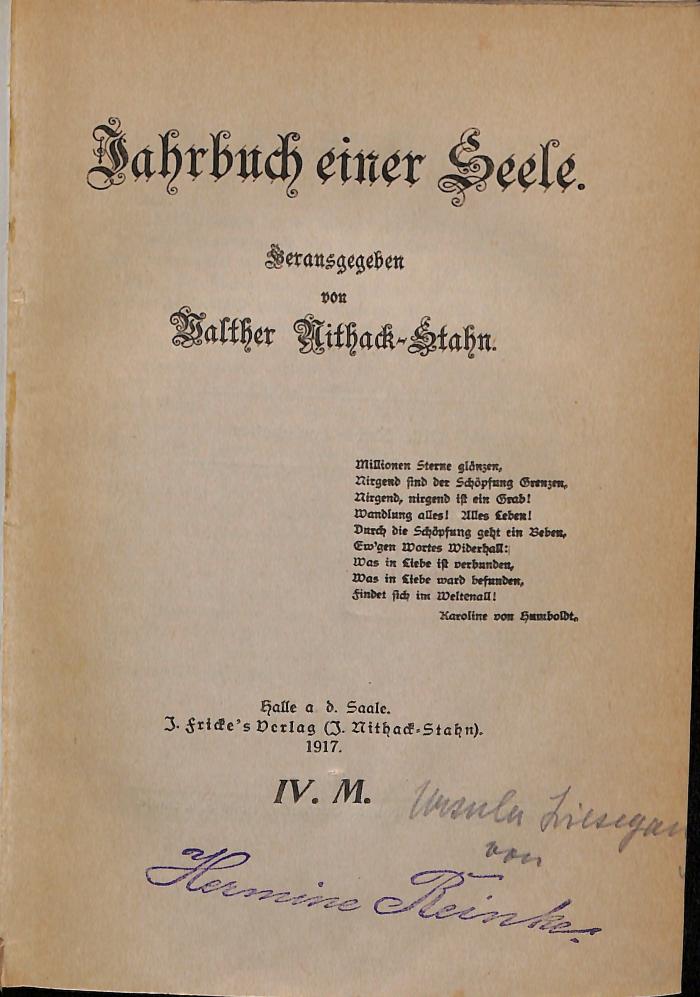 Jahrbuch einer Seele.
Herausgegeben
von
Walther Nithack-Stahn.
Millionen Sterne glänzen,
Nirgend sind der Schöpfung Grenzen,
Nirgend, nirgend ist ein Grab!
Wandlung alles! Alles Leben!
Durch die Schöpfung geht ein Beben,
Ew'gen Wortes Widerhall:
Was in Liebe ist verbunden,
Was in Liebe ward befunden,
Findet sich im Weltenall!
Karoline von Humboldt.
Halle a d. Saale.
J. Fricke's Verlag (J. Nithack-Stahn).
1917.
IV. M.
Ursula Liesegan
von
Hermine Reinke.